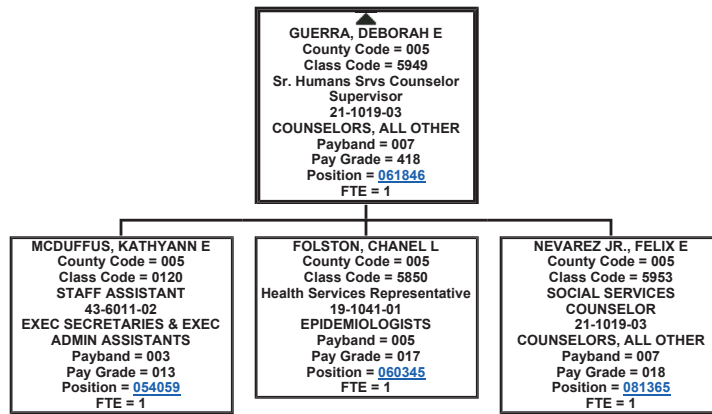 GUERRA, DEBORAH E
County Code = 005
Class Code = 5949
Sr. Humans Srvs Counselor
Supervisor
21-1019-03
COUNSELORS, ALL OTHER
Payband = 007
Pay Grade = 418
Position = 061846
FTE = 1
MCDUFFUS, KATHYANN E
County Code = 005
Class Code = 0120
STAFF ASSISTANT
43-6011-02
EXEC SECRETARIES & EXEC
ADMIN ASSISTANTS
Payband = 003
Pay Grade = 013
Position = 054059
FTE = 1
FOLSTON, CHANEL L
County Code = 005
Class Code = 5850
Health Services Representative
19-1041-01
EPIDEMIOLOGISTS
Payband = 005
Pay Grade = 017
Position = 060345
FTE = 1
NEVAREZ JR., FELIX E
County Code = 005
Class Code = 5953
SOCIAL SERVICES
COUNSELOR
21-1019-03
COUNSELORS, ALL OTHER
Payband = 007
Pay Grade = 018
Position = 081365
FTE = 1